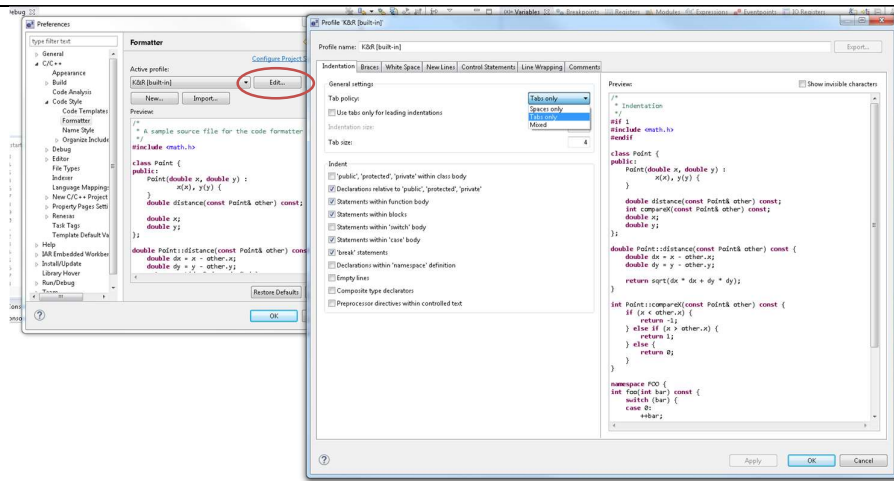 Debug
Variables
Breakpoints
Registers
Modules
Expressions
Eventpoints
IO Registers
Preferences
type filter text
General
C/C++
Appearance
Build
Code Analysis
Code Style
Code Templates
Formatter
Name Style
Organize Include
Debug
Editor
File Types
Indexer
Language Mappings
New C/C++ Project
Property Pages Setti
Renesas
Task Tags
Template Default Va
Help
IAR Embedded Workber
Install/Update
Library Hover
Run/Debug
Team
Formatter
Configure Project S
Active profile:
K&R [built-in]
Edit...
New...
Import...
Preview:
/*
* A sample source file for the code formatter
*/
#include <math.h>
class Point {
public:
Point(double x, double y) :
x(x), y(y) {
}
double distance(const Point& other) const;
double x;
double y;
};
double Point::distance(const Point& other) cons
double dx = x - other.x;
double dy = y - other.y;
Restore Defaults
OK
Profile 'K&R [built-in]'
Profile name: K&R [built-in]
Export...
Indentation Braces White Space New Lines Control Statements Line Wrapping Comments
General settings
Tab policy:
Tabs only
Spaces only
Tabs only
Mixed
Use tabs only for leading indentations
Indentation size:
Tab size:
4
Indent
'public', 'protected', 'private' within class body
Declarations relative to 'public', 'protected', 'private'
Statements within function body
Statements within blocks
Statements within 'switch' body
Statements within 'case' body
'break' statements
Declarations within 'namespace' definition
Empty lines
Composite type declarators
Preprocessor directives within controlled text
Preview:
Show invisible characters
/*
* Indentation
*/
#if 1
#include <math.h>
#endif
class Point {
public:
Point(double x, double y) :
x(x), y(y) {
}
double distance(const Point& other) const;
int compareX(const Point& other) const;
double x;
double y;
};
double Point::distance(const Point& other) const {
double dx = x - other.x;
double dy = y - other.y;
return sqrt(dx * dx + dy * dy);
}
int Point::compareX(const Point& other) const {
if (x < other.x) {
return -1;
} else if (x > other.x) {
return 1;
} else {
return 0;
}
}
namespace FOO {
int foo(int bar) const {
switch (bar) {
case 0:
++bar;
Apply
OK
Cancel